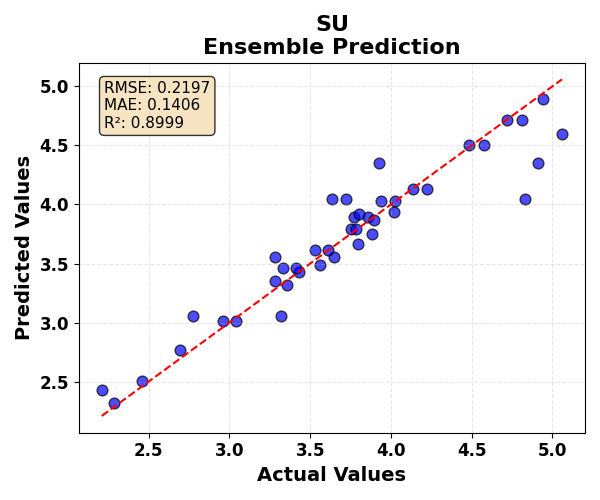 SU
Ensemble Prediction
RMSE: 0.2197
MAE: 0.1406
R²: 0.8999
Predicted Values
5.0
4.5
4.0
3.5
3.0
2.5
2.5 3.0 3.5 4.0 4.5 5.0
Actual Values